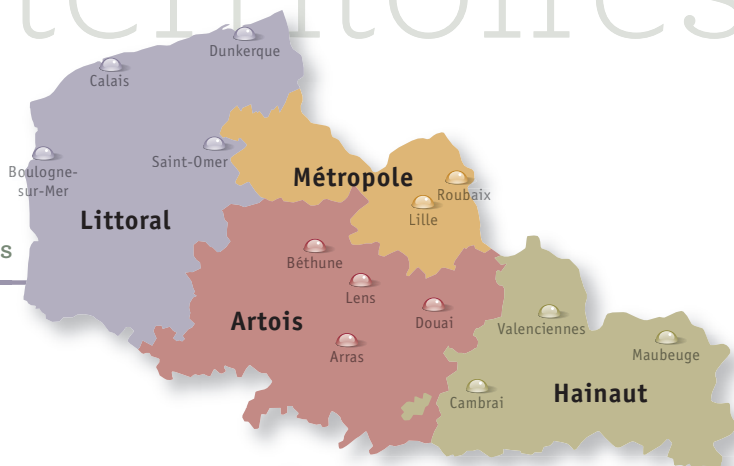 territoires
Dunkerque
Calais
Saint-Omer
Boulogne-
sur-Mer
Littoral
Métropole
Roubaix
Lille
S
Béthune
Lens
Artois
Douai
Arras
Valenciennes
Maubeuge
Cambrai
Hainaut